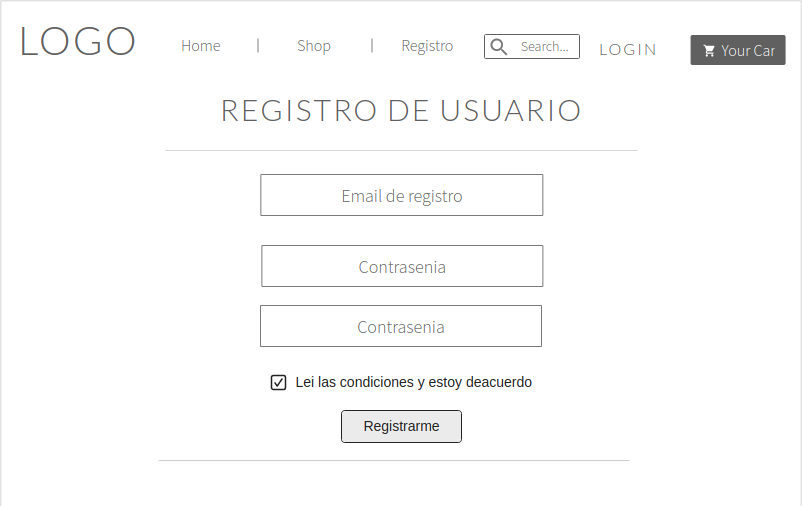 LOGO Home | Shop | Registro Search... LOGIN Your Car
REGISTRO DE USUARIO
Email de registro
Contrasenia
Contrasenia
Lei las condiciones y estoy deacuerdo
Registrarme